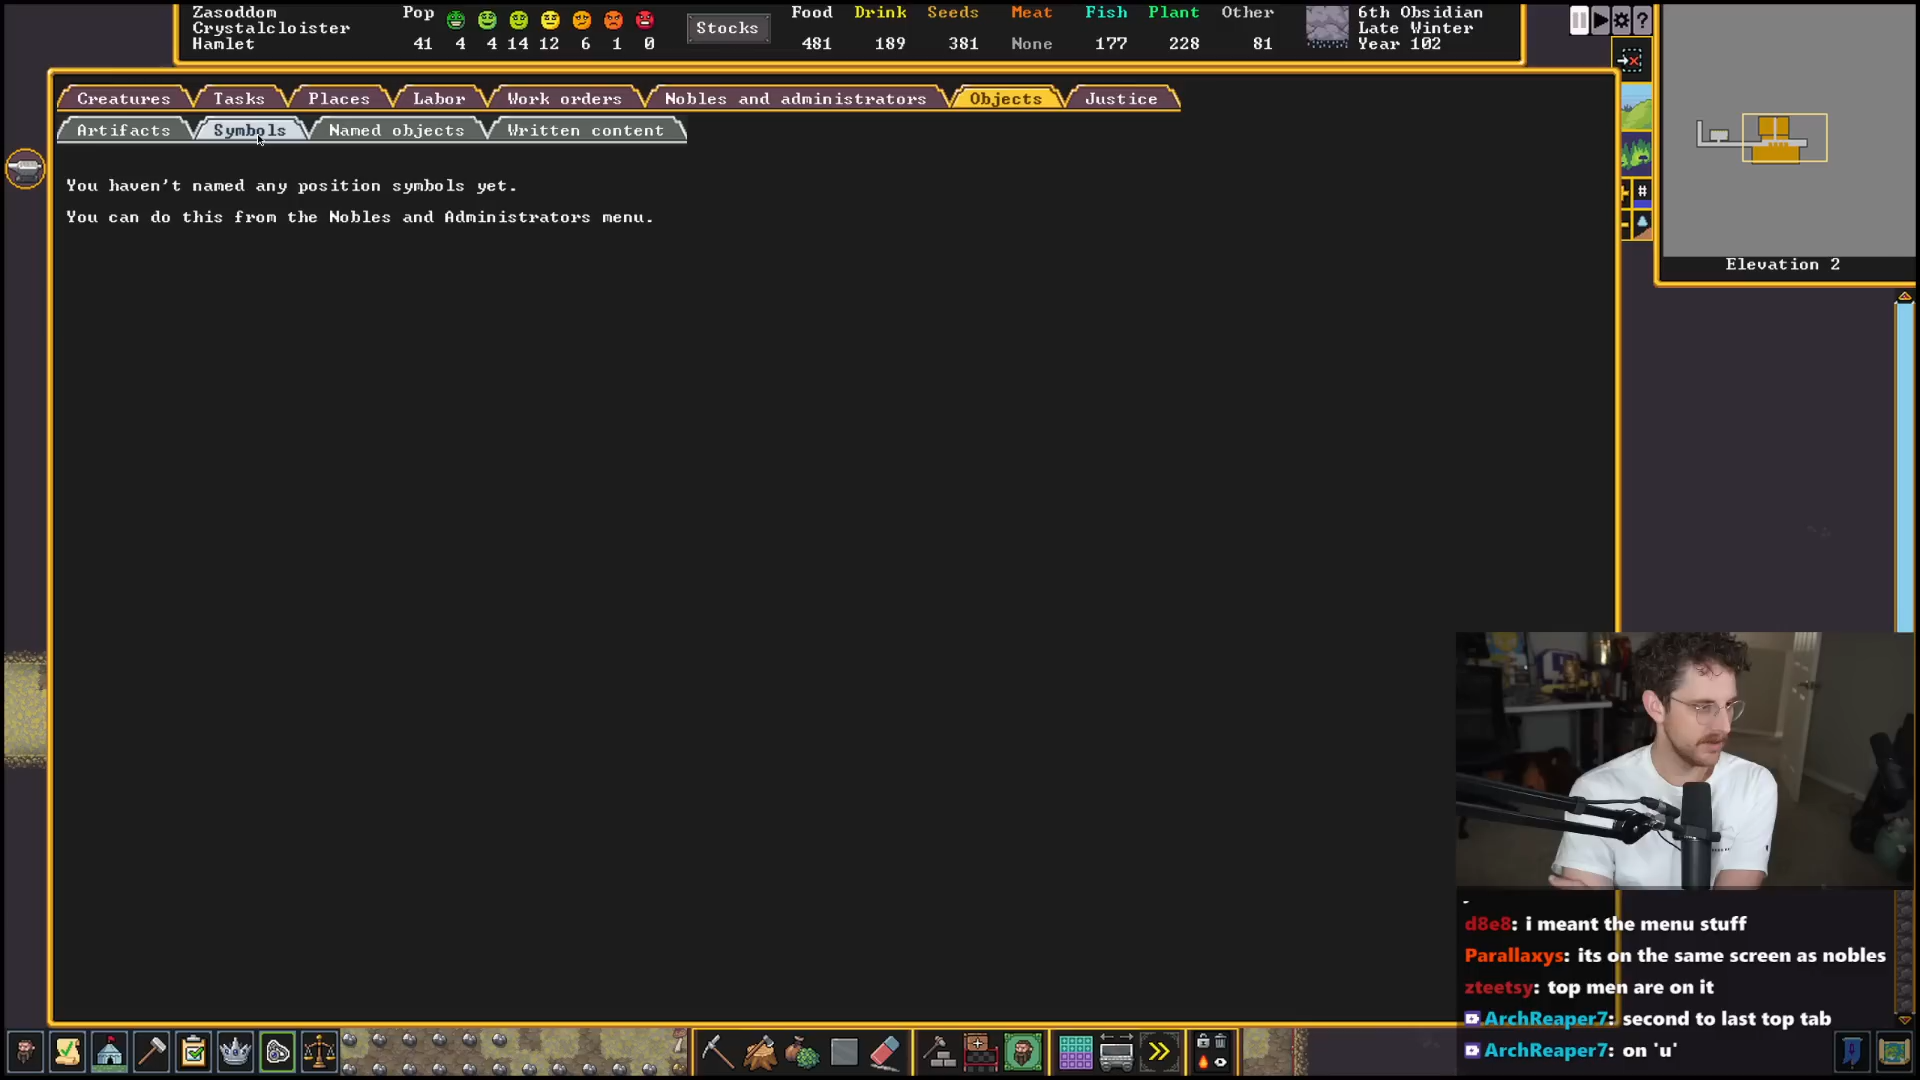 Zasoddom
Crystalcloister
Hamlet
Pop
41 4 4 14 12 6 1 0
Stocks
Food Drink Seeds Meat Fish Plant Other
481 189 381 None 177 228 81
6th Obsidian
Late Winter
Year 102
Creatures Tasks Places Labor Work orders Nobles and administrators Objects Justice
Artifacts Symbols Named objects Written content
You haven't named any position symbols yet.
You can do this from the Nobles and Administrators menu.
Elevation 2
d8e8: i meant the menu stuff
Parallaxys: its on the same screen as nobles
zteetsy: top men are on it
ArchReaper7: second to last top tab
ArchReaper7: on 'u'